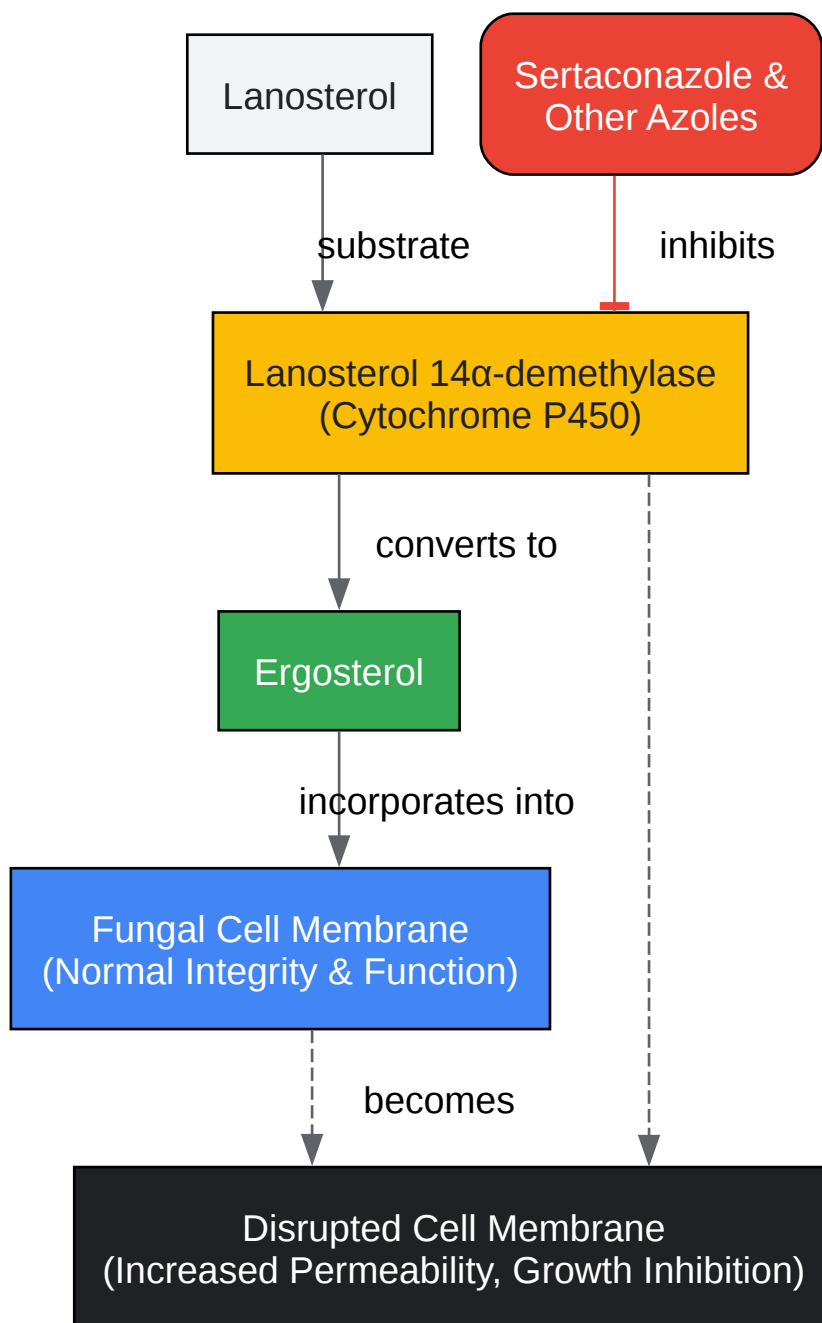 Lanosterol
Sertaconazole &
Other Azoles
substrate
inhibits
Lanosterol 14α-demethylase
(Cytochrome P450)
converts to
Ergosterol
incorporates into
Fungal Cell Membrane
(Normal Integrity & Function)
becomes
Disrupted Cell Membrane
(Increased Permeability, Growth Inhibition)